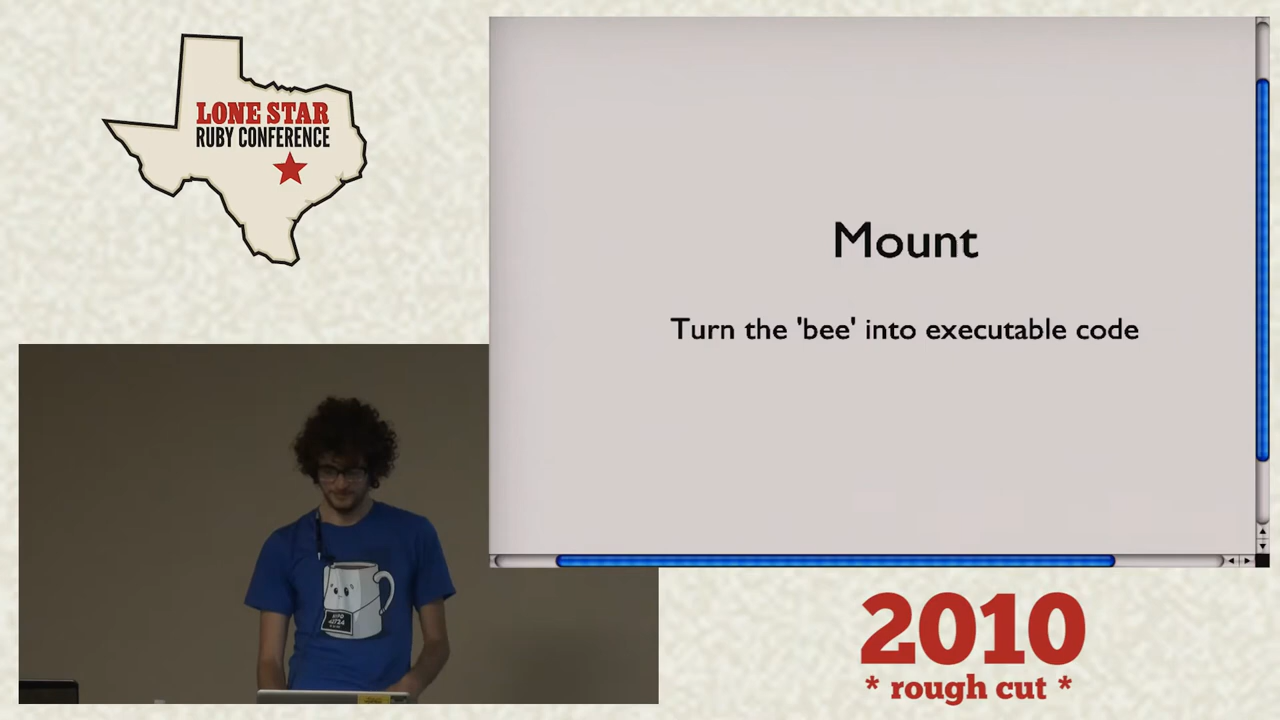 LONE STAR
RUBY CONFERENCE
Mount
Turn the 'bee' into executable code
2010
* rough cut *